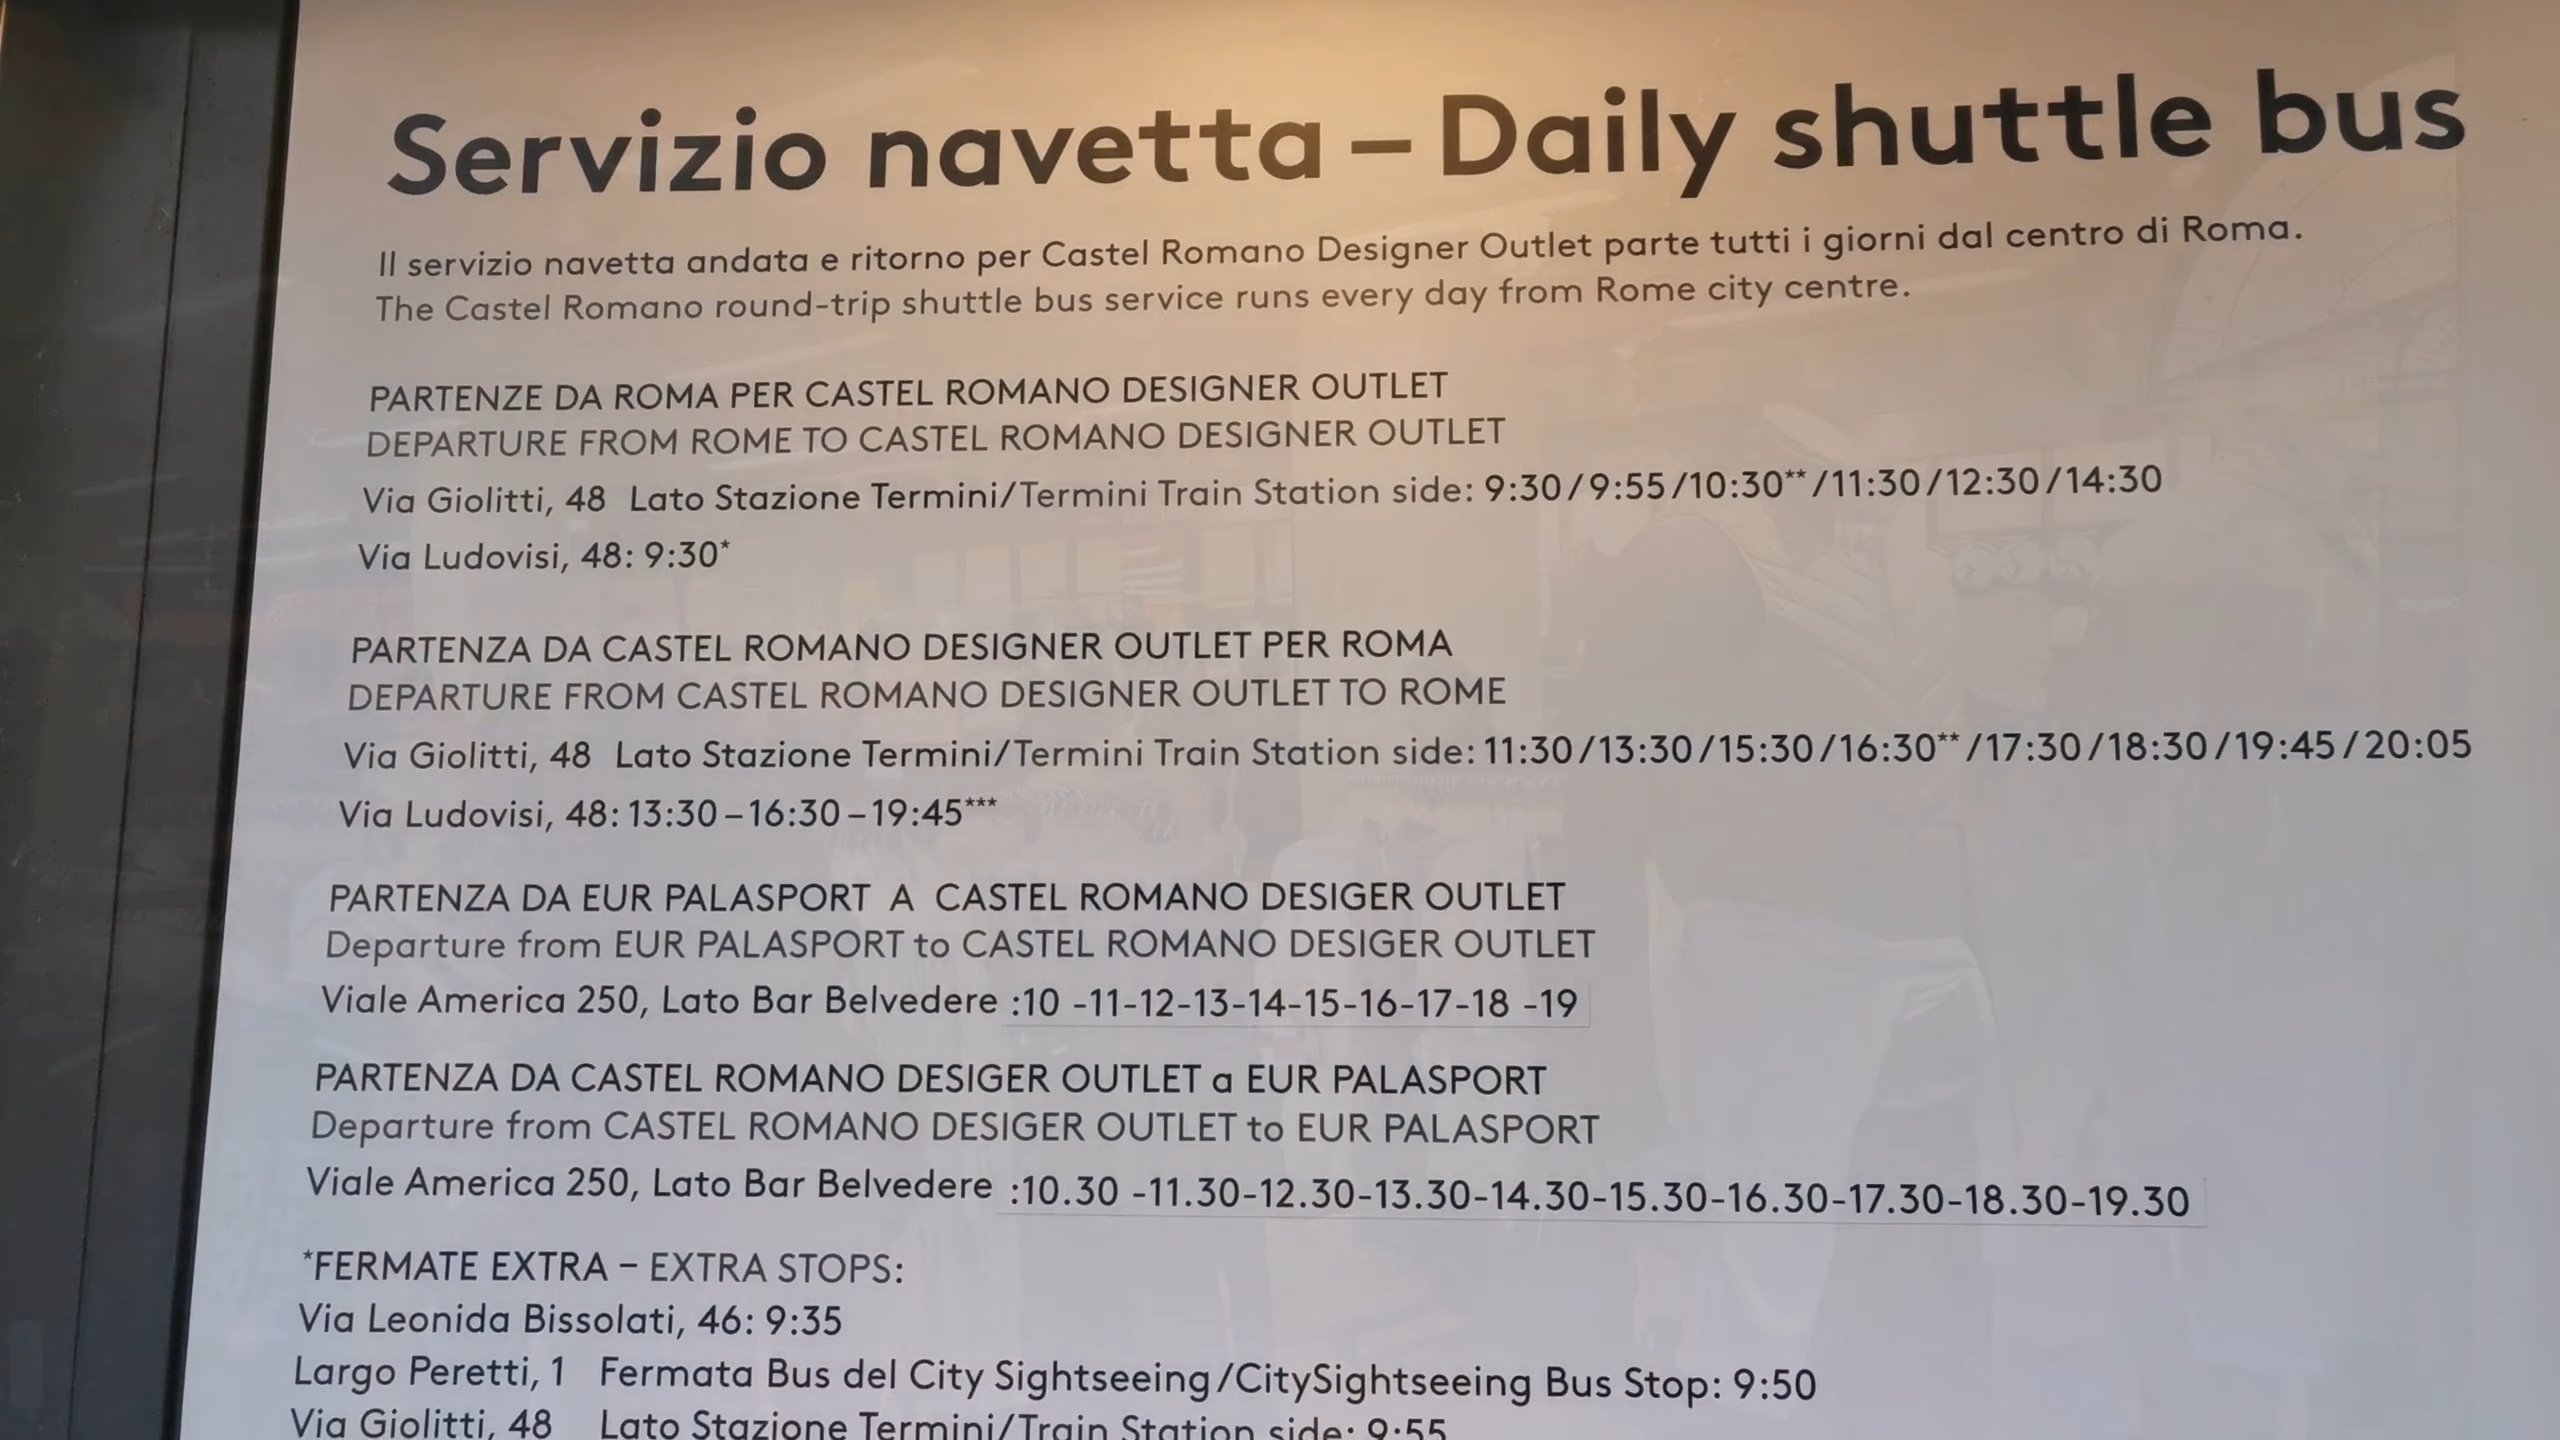 Servizio navetta – Daily shuttle bus
Il servizio navetta andata e ritorno per Castel Romano Designer Outlet parte tutti i giorni dal centro di Roma.
The Castel Romano round-trip shuttle bus service runs every day from Rome city centre.
PARTENZE DA ROMA PER CASTEL ROMANO DESIGNER OUTLET
DEPARTURE FROM ROME TO CASTEL ROMANO DESIGNER OUTLET
Via Giolitti, 48 Lato Stazione Termini/Termini Train Station side: 9:30/9:55/10:30**/11:30/12:30/14:30
Via Ludovisi, 48: 9:30*
PARTENZA DA CASTEL ROMANO DESIGNER OUTLET PER ROMA
DEPARTURE FROM CASTEL ROMANO DESIGNER OUTLET TO ROME
Via Giolitti, 48 Lato Stazione Termini/Termini Train Station side: 11:30/13:30/15:30/16:30**/17:30/18:30/19:45/20:05
Via Ludovisi, 48: 13:30–16:30–19:45***
PARTENZA DA EUR PALASPORT A CASTEL ROMANO DESIGER OUTLET
Departure from EUR PALASPORT to CASTEL ROMANO DESIGER OUTLET
Viale America 250, Lato Bar Belvedere :10 -11-12-13-14-15-16-17-18 -19
PARTENZA DA CASTEL ROMANO DESIGER OUTLET a EUR PALASPORT
Departure from CASTEL ROMANO DESIGER OUTLET to EUR PALASPORT
Viale America 250, Lato Bar Belvedere :10.30 -11.30-12.30-13.30-14.30-15.30-16.30-17.30-18.30-19.30
*FERMATE EXTRA – EXTRA STOPS:
Via Leonida Bissolati, 46: 9:35
Largo Peretti, 1 Fermata Bus del City Sightseeing/CitySightseeing Bus Stop: 9:50
Via Giolitti, 48 Lato Stazione Termini/Train Station side: 9:55